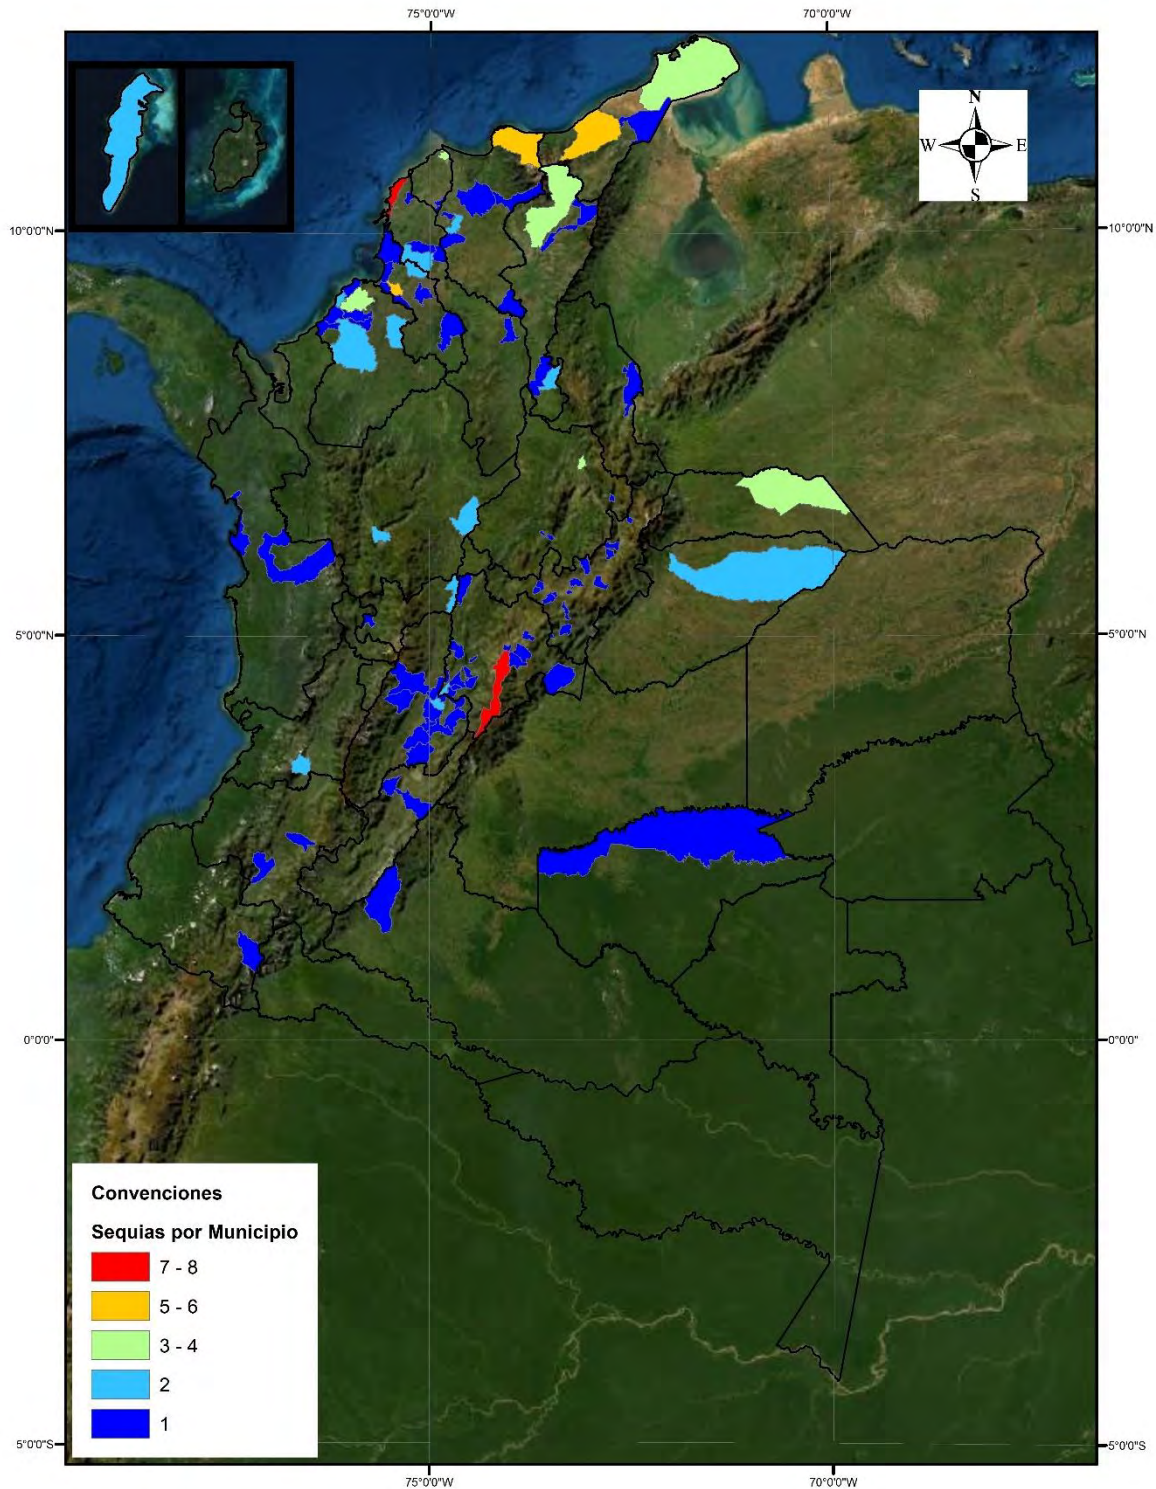 75°0'0"W 70°0'0"W
N
W E
S
10°0'0"N 10°0'0"N
5°0'0"N 5°0'0"N
0°0'0" 0°0'0"
Convenciones
Sequias por Municipio
7 - 8
5 - 6
3 - 4
2
1
5°0'0"S 5°0'0"S
75°0'0"W 70°0'0"W